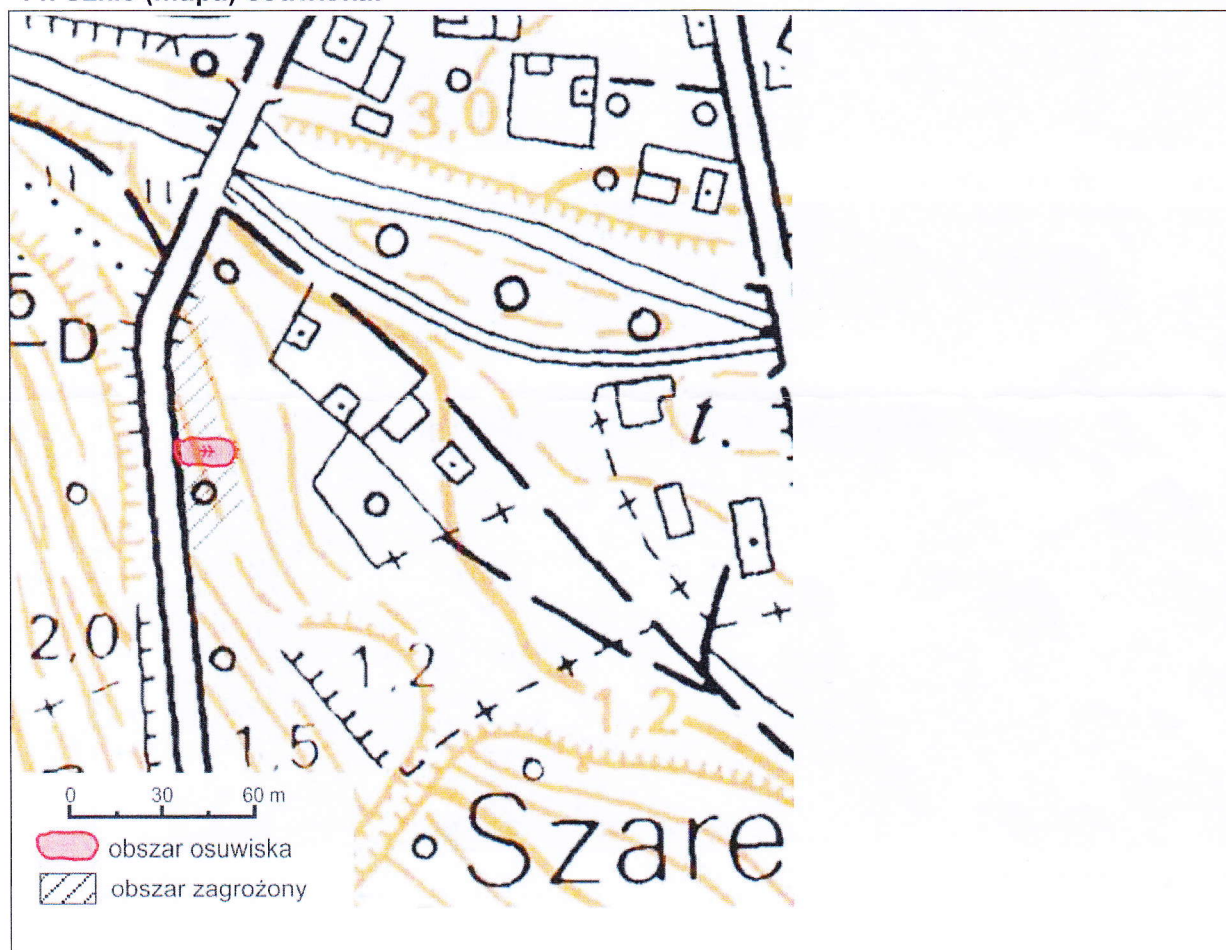 3,0
5
D
t.
2,0
1,2
1,5
1,2
0 30 60 m
obszar osuwiska
obszar zagrożony
Szare